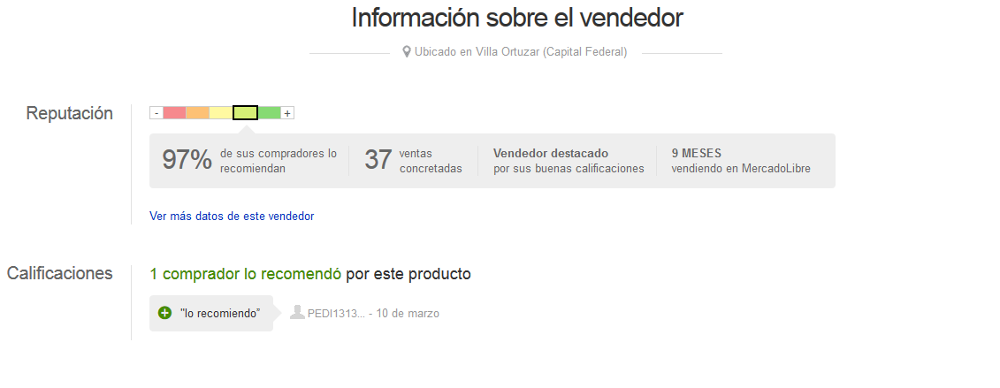 Información sobre el vendedor
Ubicado en Villa Ortuzar (Capital Federal)
Reputación
- +
97% de sus compradores lo recomiendan
37 ventas concretadas
Vendedor destacado
por sus buenas calificaciones
9 MESES
vendiendo en MercadoLibre
Ver más datos de este vendedor
Calificaciones
1 comprador lo recomendó por este producto
"lo recomiendo"
PEDI1313... - 10 de marzo